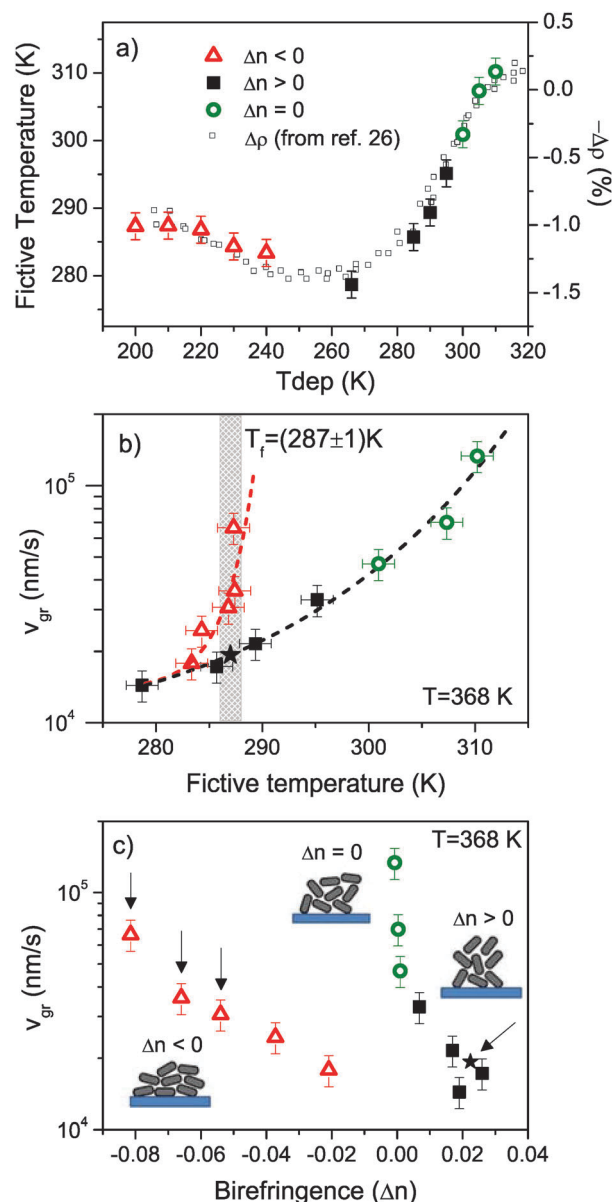 a)
Δn < 0
Δn > 0
Δn = 0
Δρ (from ref. 26)
Fictive Temperature (K)
310
300
290
280
0.5
0.0
-0.5
-1.0
-1.5
-Δρ (%)
200 220 240 260 280 300 320
Tdep (K)
b)
T_f=(287±1)K
v_gr (nm/s)
10^5
10^4
T=368 K
280 290 300 310
Fictive temperature (K)
c)
T=368 K
Δn = 0
Δn > 0
Δn < 0
v_gr (nm/s)
10^5
10^4
-0.08 -0.06 -0.04 -0.02 0.00 0.02 0.04
Birefringence (Δn)